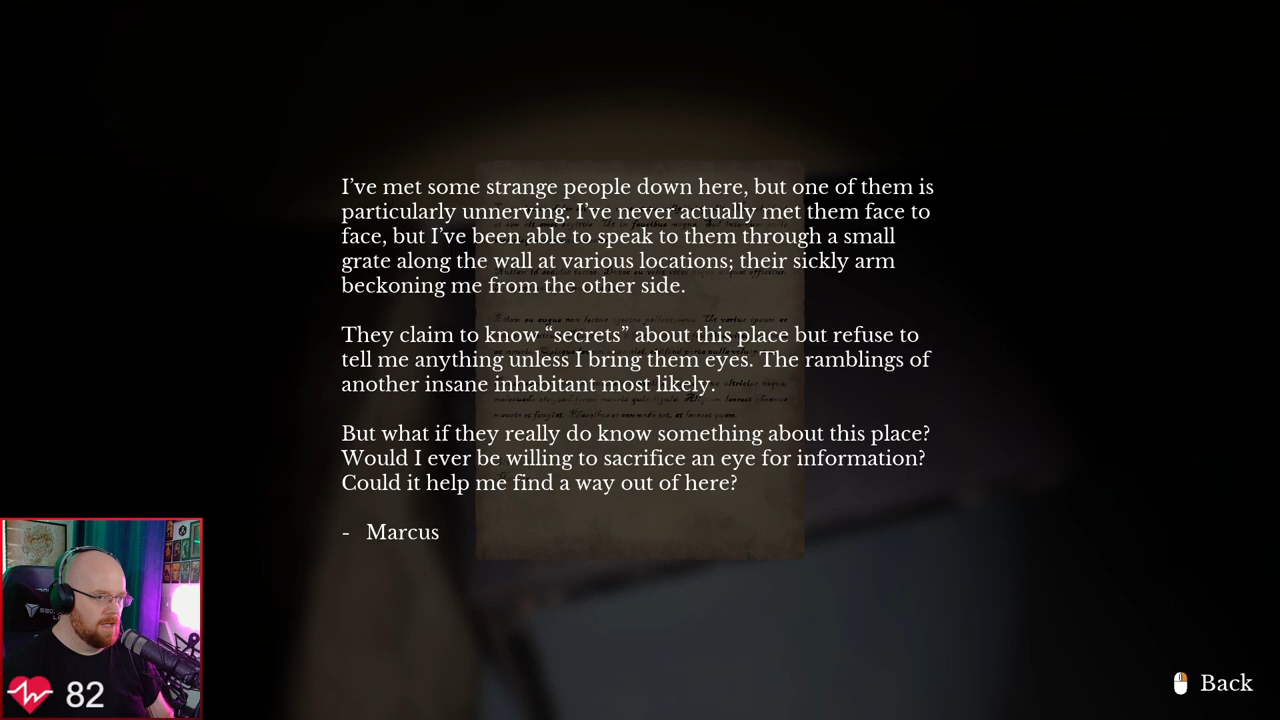 I’ve met some strange people down here, but one of them is
particularly unnerving. I’ve never actually met them face to
face, but I’ve been able to speak to them through a small
grate along the wall at various locations; their sickly arm
beckoning me from the other side.
They claim to know “secrets” about this place but refuse to
tell me anything unless I bring them eyes. The ramblings of
another insane inhabitant most likely.
But what if they really do know something about this place?
Would I ever be willing to sacrifice an eye for information?
Could it help me find a way out of here?
- Marcus
82
Back